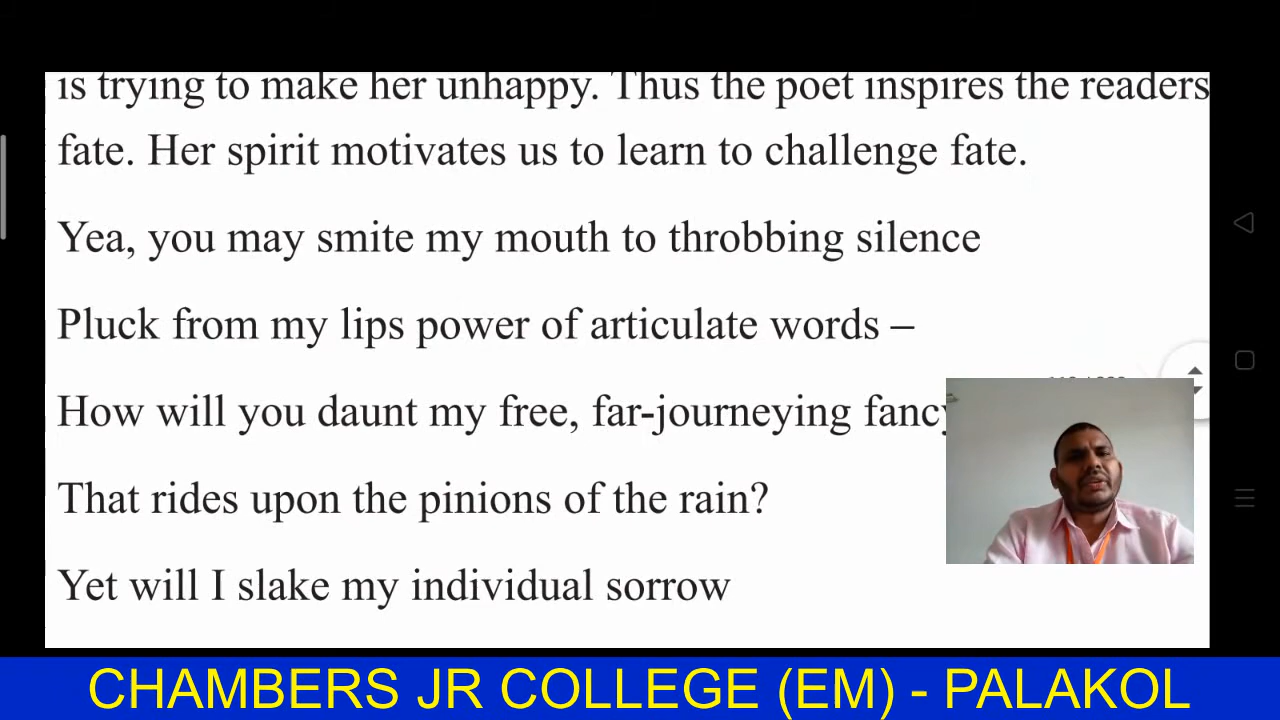 is trying to make her unhappy. Thus the poet inspires the readers
fate. Her spirit motivates us to learn to challenge fate.
Yea, you may smite my mouth to throbbing silence
Pluck from my lips power of articulate words –
How will you daunt my free, far-journeying fancy
That rides upon the pinions of the rain?
Yet will I slake my individual sorrow
CHAMBERS JR COLLEGE (EM) - PALAKOL